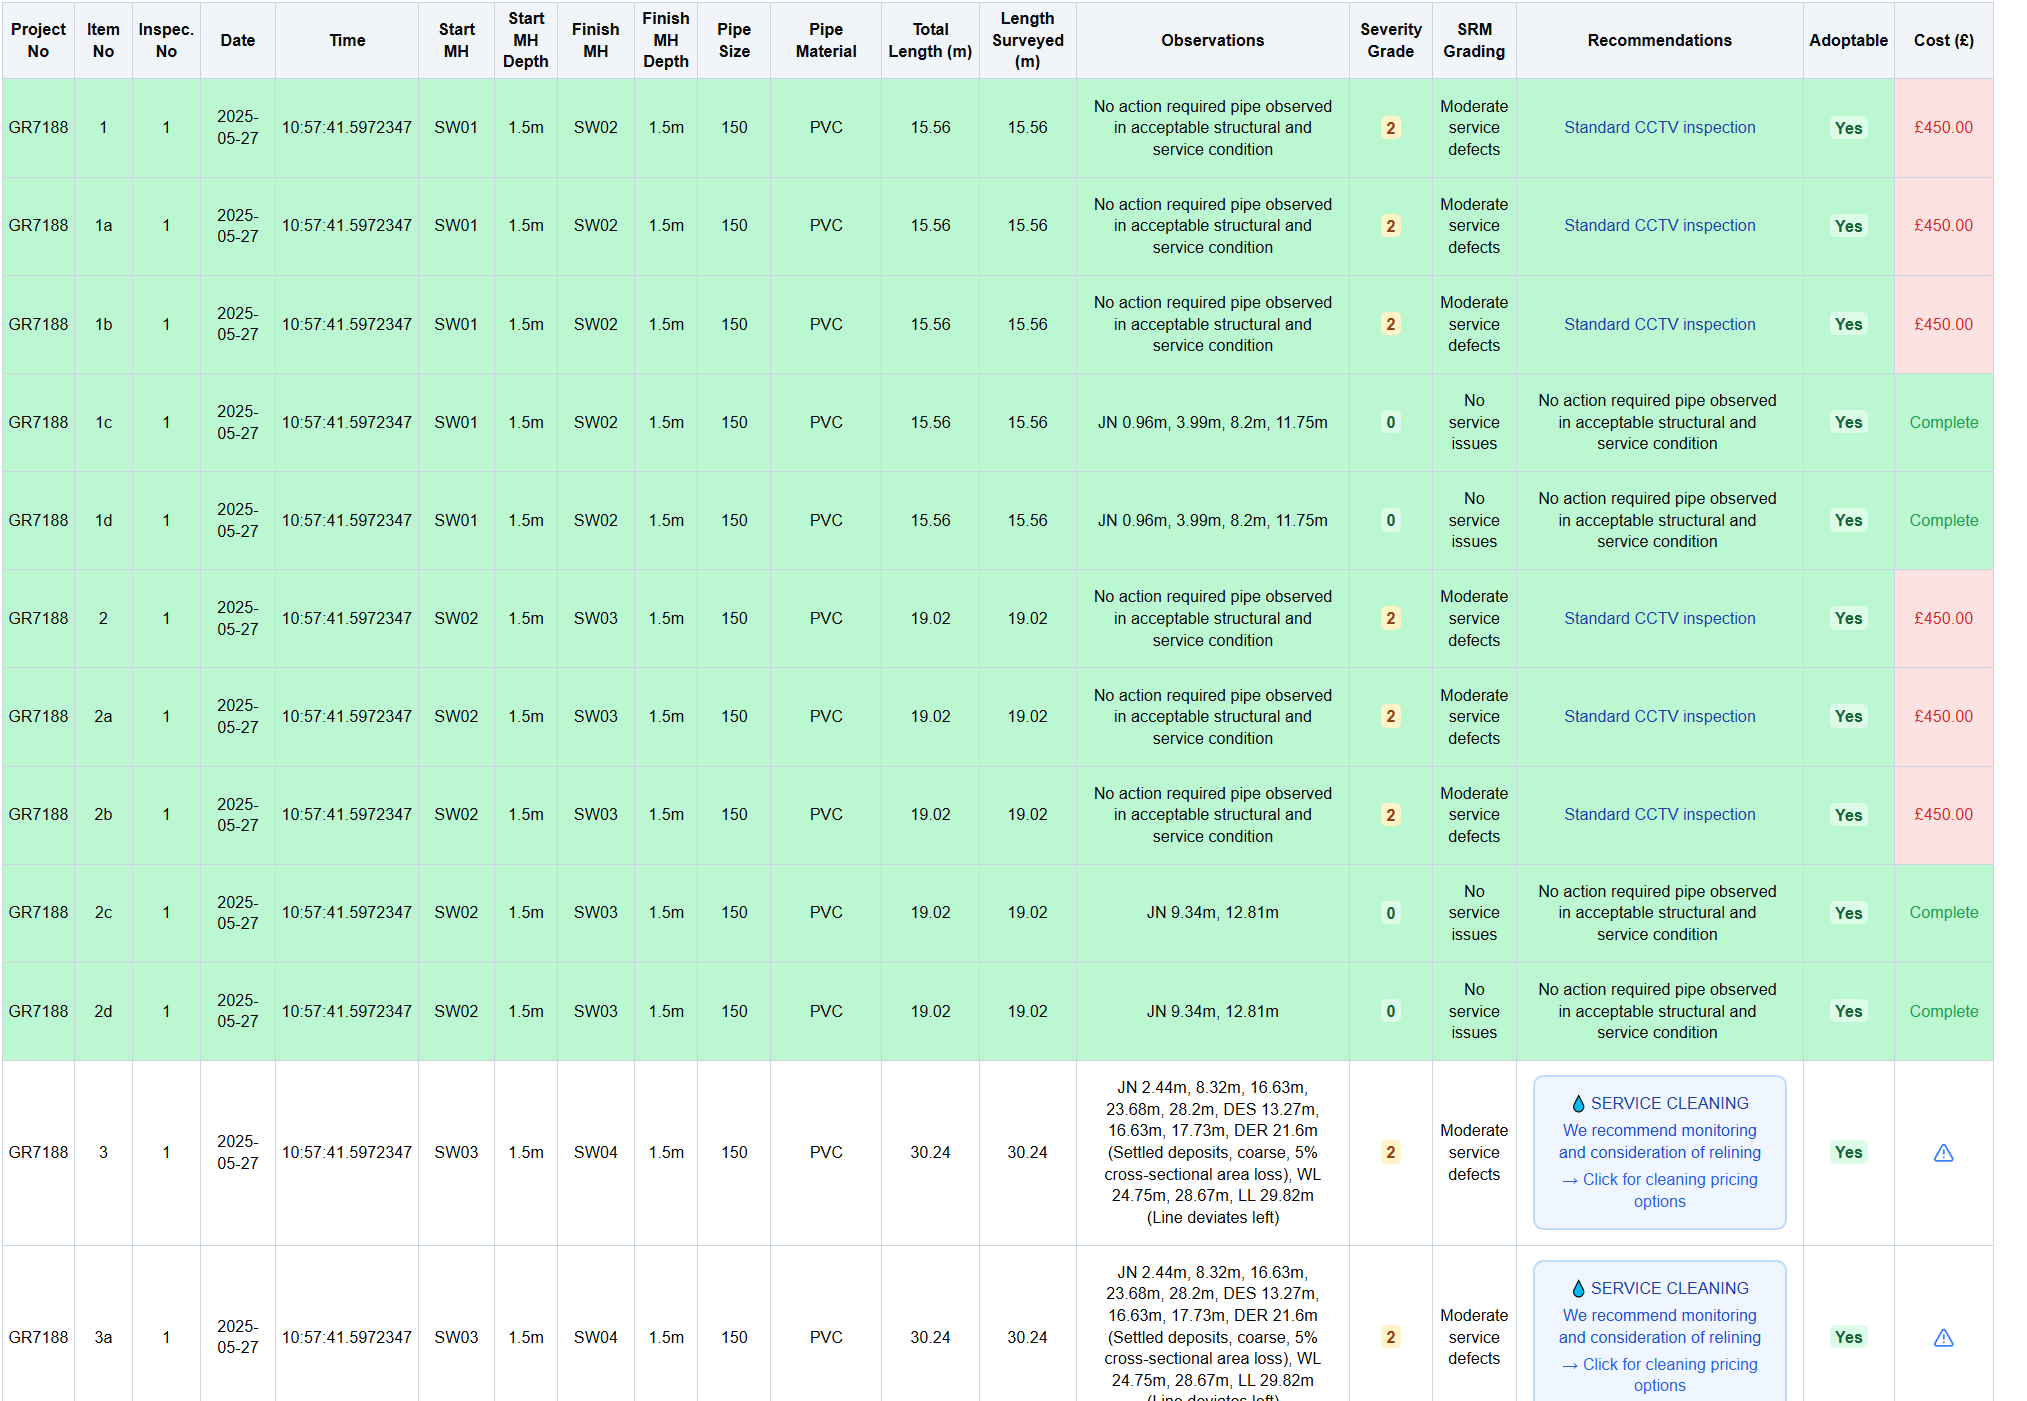 Project No | Item No | Inspec. No | Date | Time | Start MH | Start MH Depth | Finish MH | Finish MH Depth | Pipe Size | Pipe Material | Total Length (m) | Length Surveyed (m) | Observations | Severity Grade | SRM Grading | Recommendations | Adoptable | Cost (£)
GR7188 | 1 | 1 | 2025-05-27 | 10:57:41.5972347 | SW01 | 1.5m | SW02 | 1.5m | 150 | PVC | 15.56 | 15.56 | No action required pipe observed in acceptable structural and service condition | 2 | Moderate service defects | Standard CCTV inspection | Yes | £450.00
GR7188 | 1a | 1 | 2025-05-27 | 10:57:41.5972347 | SW01 | 1.5m | SW02 | 1.5m | 150 | PVC | 15.56 | 15.56 | No action required pipe observed in acceptable structural and service condition | 2 | Moderate service defects | Standard CCTV inspection | Yes | £450.00
GR7188 | 1b | 1 | 2025-05-27 | 10:57:41.5972347 | SW01 | 1.5m | SW02 | 1.5m | 150 | PVC | 15.56 | 15.56 | No action required pipe observed in acceptable structural and service condition | 2 | Moderate service defects | Standard CCTV inspection | Yes | £450.00
GR7188 | 1c | 1 | 2025-05-27 | 10:57:41.5972347 | SW01 | 1.5m | SW02 | 1.5m | 150 | PVC | 15.56 | 15.56 | JN 0.96m, 3.99m, 8.2m, 11.75m | 0 | No service issues | No action required pipe observed in acceptable structural and service condition | Yes | Complete
GR7188 | 1d | 1 | 2025-05-27 | 10:57:41.5972347 | SW01 | 1.5m | SW02 | 1.5m | 150 | PVC | 15.56 | 15.56 | JN 0.96m, 3.99m, 8.2m, 11.75m | 0 | No service issues | No action required pipe observed in acceptable structural and service condition | Yes | Complete
GR7188 | 2 | 1 | 2025-05-27 | 10:57:41.5972347 | SW02 | 1.5m | SW03 | 1.5m | 150 | PVC | 19.02 | 19.02 | No action required pipe observed in acceptable structural and service condition | 2 | Moderate service defects | Standard CCTV inspection | Yes | £450.00
GR7188 | 2a | 1 | 2025-05-27 | 10:57:41.5972347 | SW02 | 1.5m | SW03 | 1.5m | 150 | PVC | 19.02 | 19.02 | No action required pipe observed in acceptable structural and service condition | 2 | Moderate service defects | Standard CCTV inspection | Yes | £450.00
GR7188 | 2b | 1 | 2025-05-27 | 10:57:41.5972347 | SW02 | 1.5m | SW03 | 1.5m | 150 | PVC | 19.02 | 19.02 | No action required pipe observed in acceptable structural and service condition | 2 | Moderate service defects | Standard CCTV inspection | Yes | £450.00
GR7188 | 2c | 1 | 2025-05-27 | 10:57:41.5972347 | SW02 | 1.5m | SW03 | 1.5m | 150 | PVC | 19.02 | 19.02 | JN 9.34m, 12.81m | 0 | No service issues | No action required pipe observed in acceptable structural and service condition | Yes | Complete
GR7188 | 2d | 1 | 2025-05-27 | 10:57:41.5972347 | SW02 | 1.5m | SW03 | 1.5m | 150 | PVC | 19.02 | 19.02 | JN 9.34m, 12.81m | 0 | No service issues | No action required pipe observed in acceptable structural and service condition | Yes | Complete
GR7188 | 3 | 1 | 2025-05-27 | 10:57:41.5972347 | SW03 | 1.5m | SW04 | 1.5m | 150 | PVC | 30.24 | 30.24 | JN 2.44m, 8.32m, 16.63m, 23.68m, 28.2m, DES 13.27m, 16.63m, 17.73m, DER 21.6m (Settled deposits, coarse, 5% cross-sectional area loss), WL 24.75m, 28.67m, LL 29.82m (Line deviates left) | 2 | Moderate service defects | SERVICE CLEANING We recommend monitoring and consideration of relining → Click for cleaning pricing options | Yes
GR7188 | 3a | 1 | 2025-05-27 | 10:57:41.5972347 | SW03 | 1.5m | SW04 | 1.5m | 150 | PVC | 30.24 | 30.24 | JN 2.44m, 8.32m, 16.63m, 23.68m, 28.2m, DES 13.27m, 16.63m, 17.73m, DER 21.6m (Settled deposits, coarse, 5% cross-sectional area loss), WL 24.75m, 28.67m, LL 29.82m (Line deviates left) | 2 | Moderate service defects | SERVICE CLEANING We recommend monitoring and consideration of relining → Click for cleaning pricing options | Yes